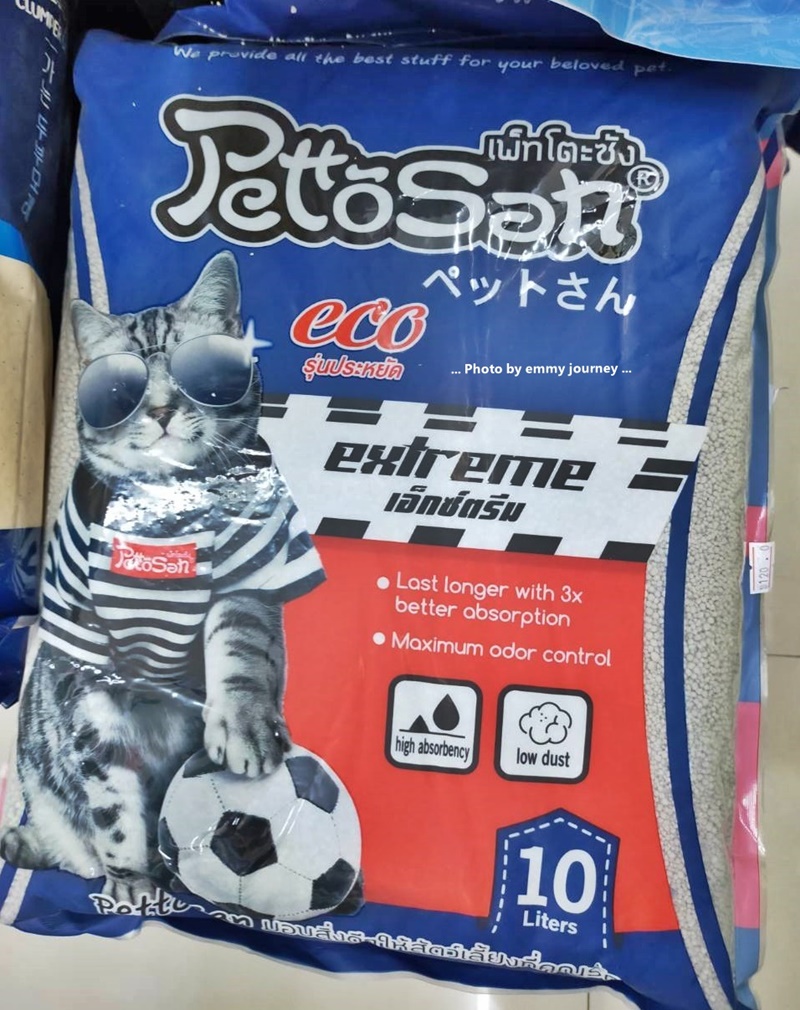 We provide all the best stuff for your beloved pet.
เพ็ทโตะซัง
PettoSan®
ペットさん
eco
รุ่นประหยัด
... Photo by emmy journey ...
extreme
เอ็กซ์ตรีม
PettoSan
Last longer with 3x
better absorption
Maximum odor control
high absorbency
low dust
10
Liters